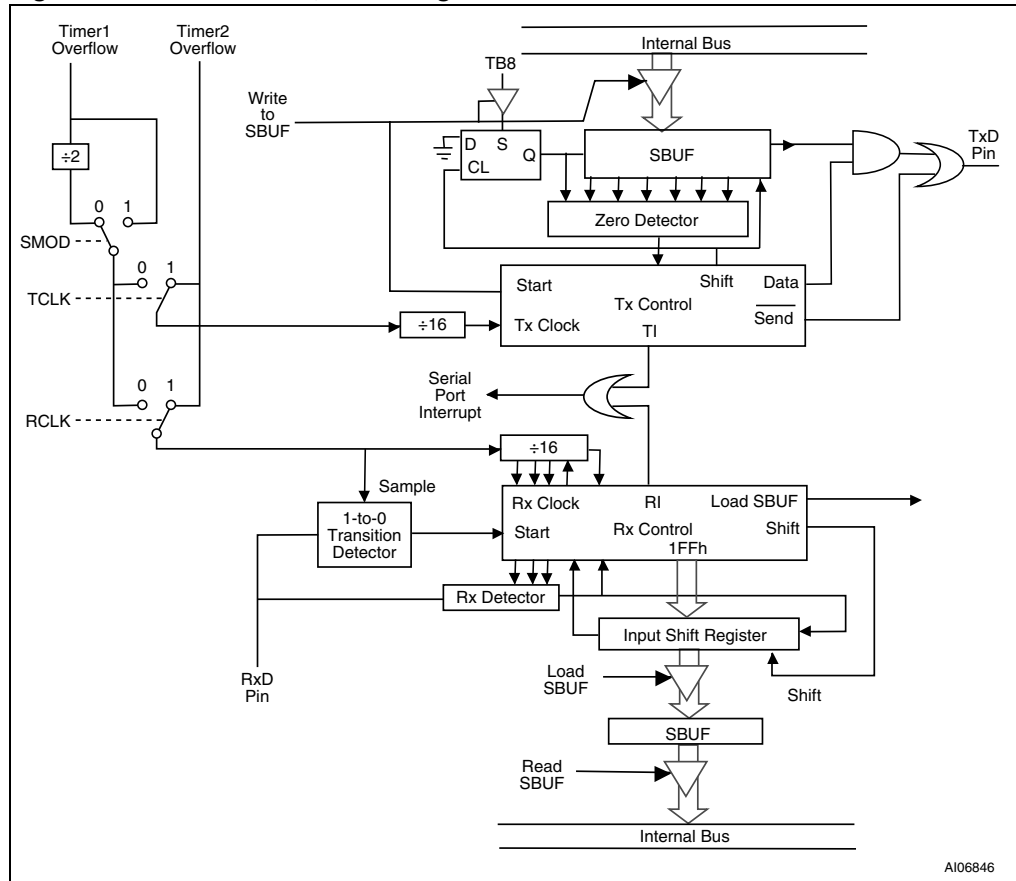 Timer1
Overflow
Timer2
Overflow
Internal Bus
TB8
Write
to
SBUF
D S
Q
CL
SBUF
TxD
Pin
÷2
0 1
SMOD
Zero Detector
0 1
TCLK
Start
Shift
Data
Tx Control
Send
÷16
Tx Clock
TI
Serial
Port
Interrupt
0 1
RCLK
÷16
Sample
Rx Clock
RI
Load SBUF
1-to-0
Transition
Detector
Start
Rx Control
Shift
1FFh
Rx Detector
Input Shift Register
RxD
Pin
Load
SBUF
Shift
SBUF
Read
SBUF
Internal Bus
AI06846